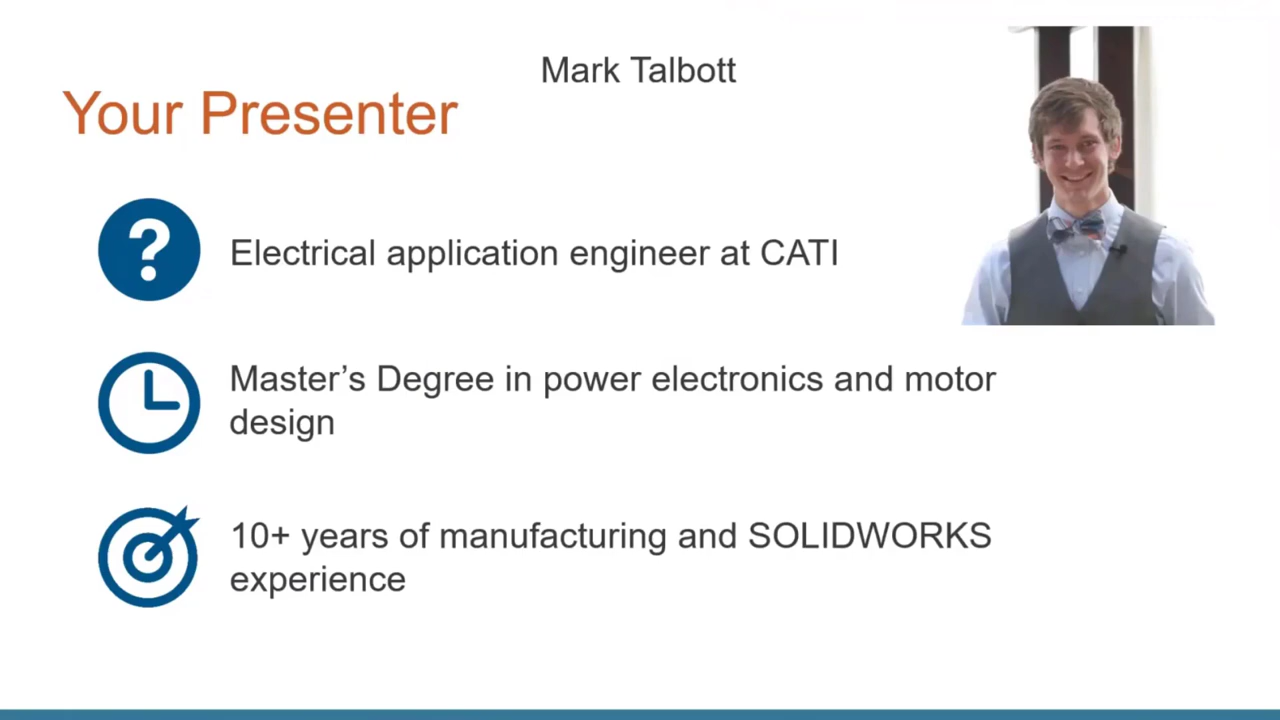 Mark Talbott
Your Presenter
Electrical application engineer at CATI
Master’s Degree in power electronics and motor
design
10+ years of manufacturing and SOLIDWORKS
experience